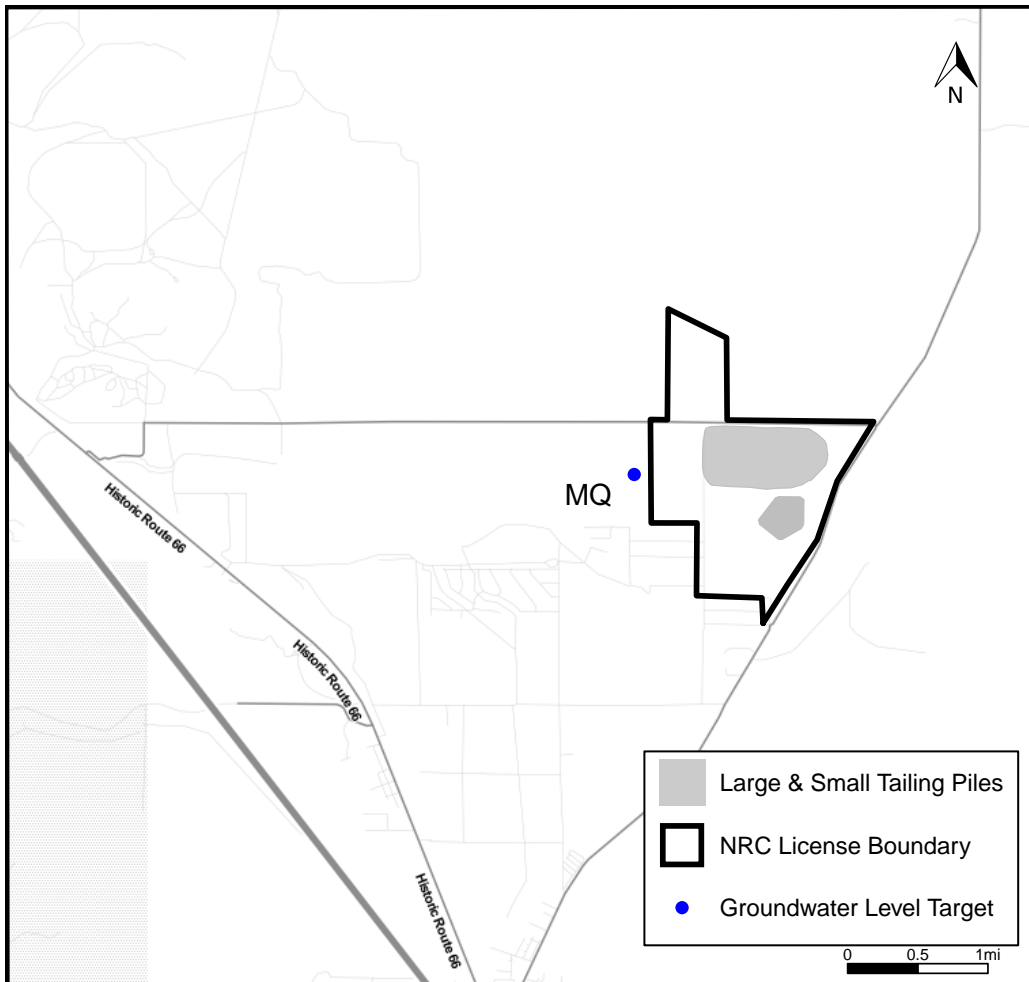 N
MQ
Historic Route 66
Historic Route 66
Historic Route 66
Large & Small Tailing Piles
NRC License Boundary
Groundwater Level Target
0 0.5 1mi